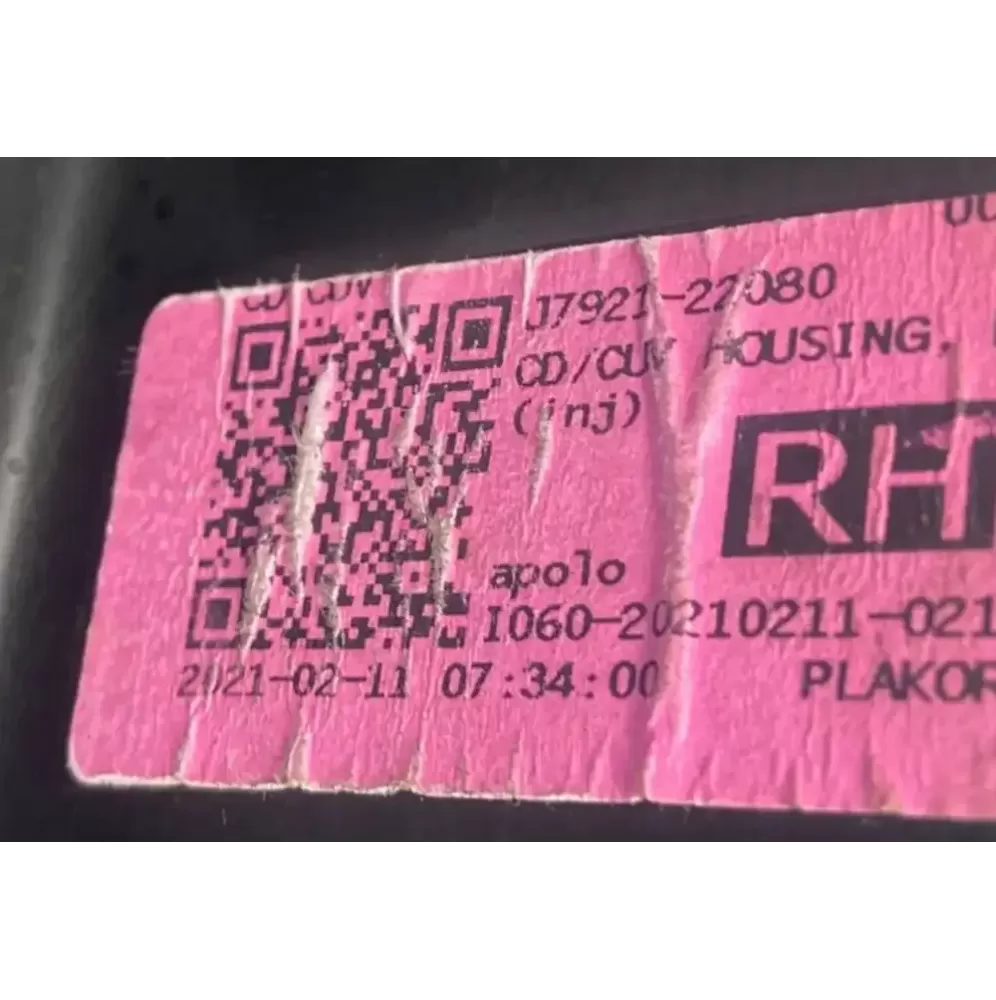 CD CUV
J7921-22080
CD/CUV HOUSING,
(inj)
RH
apolo
I060-20210211-021
2021-02-11 07:34:00
PLAKOR